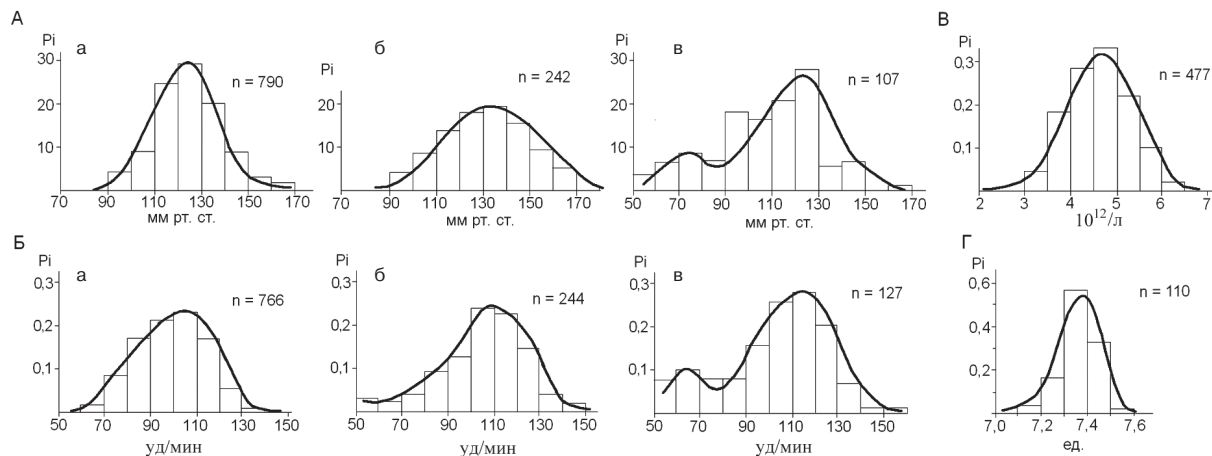 А
Pi
а
30
20
10
n = 790
60
70
90
110
130
150
170
мм рт. ст.
Pi
б
20
10
n = 242
70
90
110
130
150
170
мм рт. ст.
Pi
в
30
20
10
n = 107
50
70
90
110
130
150
170
мм рт. ст.
В
Pi
0,3
0,2
0,1
n = 477
2
3
4
5
6
7
10¹²/л
Б
Pi
а
0,3
0,2
0,1
n = 766
50
70
90
110
130
150
уд/мин
Pi
б
0,3
0,2
0,1
n = 244
50
70
90
110
130
150
уд/мин
Pi
в
0,3
0,2
0,1
n = 127
50
70
90
110
130
150
уд/мин
Г
Pi
0,6
0,4
0,2
n = 110
7,0
7,2
7,4
7,6
ед.